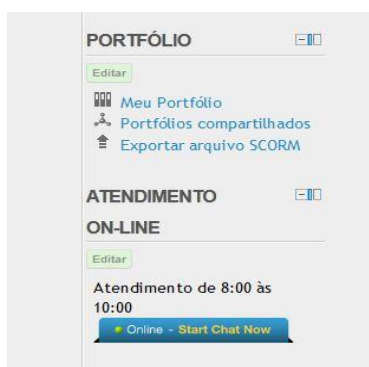 PORTFÓLIO
Editar
Meu Portfólio
Portfólios compartilhados
Exportar arquivo SCORM
ATENDIMENTO
ON-LINE
Editar
Atendimento de 8:00 às
10:00
Online - Start Chat Now